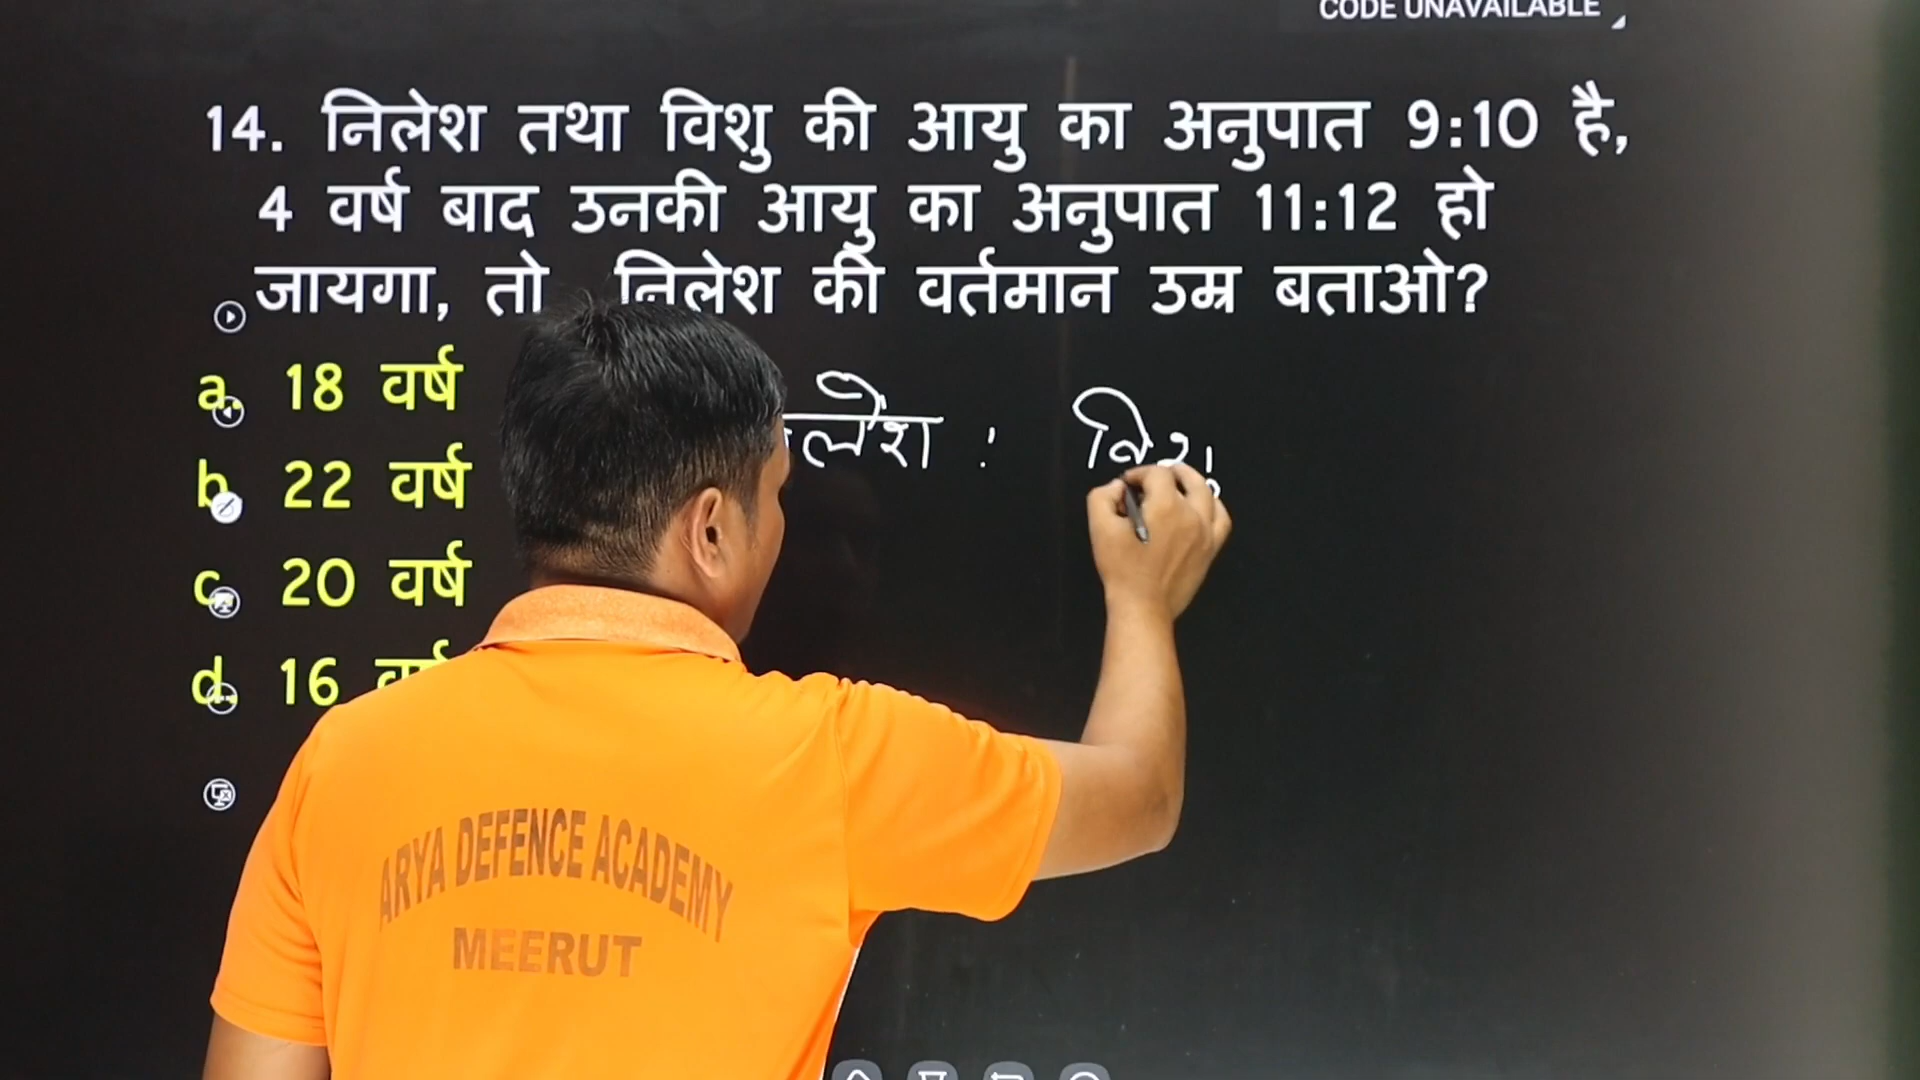 CODE UNAVAILABLE
14. निलेश तथा विशु की आयु का अनुपात 9:10 है,
4 वर्ष बाद उनकी आयु का अनुपात 11:12 हो
जायगा, तो निलेश की वर्तमान उम्र बताओ?
a. 18 वर्ष
b. 22 वर्ष
c. 20 वर्ष
d. 16 वर्ष
लेश : विशु
ARYA DEFENCE ACADEMY
MEERUT